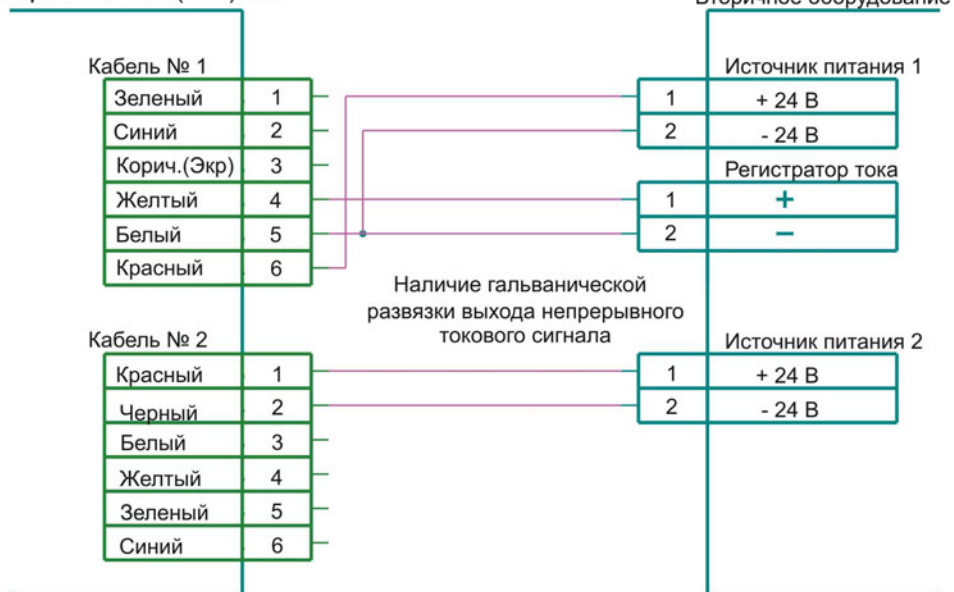 Вторичное оборудование
Кабель № 1
Зеленый 1
Синий 2
Корич.(Экр) 3
Желтый 4
Белый 5
Красный 6
Источник питания 1
1 + 24 В
2 - 24 В
Регистратор тока
1 +
2 −
Наличие гальванической
развязки выхода непрерывного
токового сигнала
Кабель № 2
Красный 1
Черный 2
Белый 3
Желтый 4
Зеленый 5
Синий 6
Источник питания 2
1 + 24 В
2 - 24 В